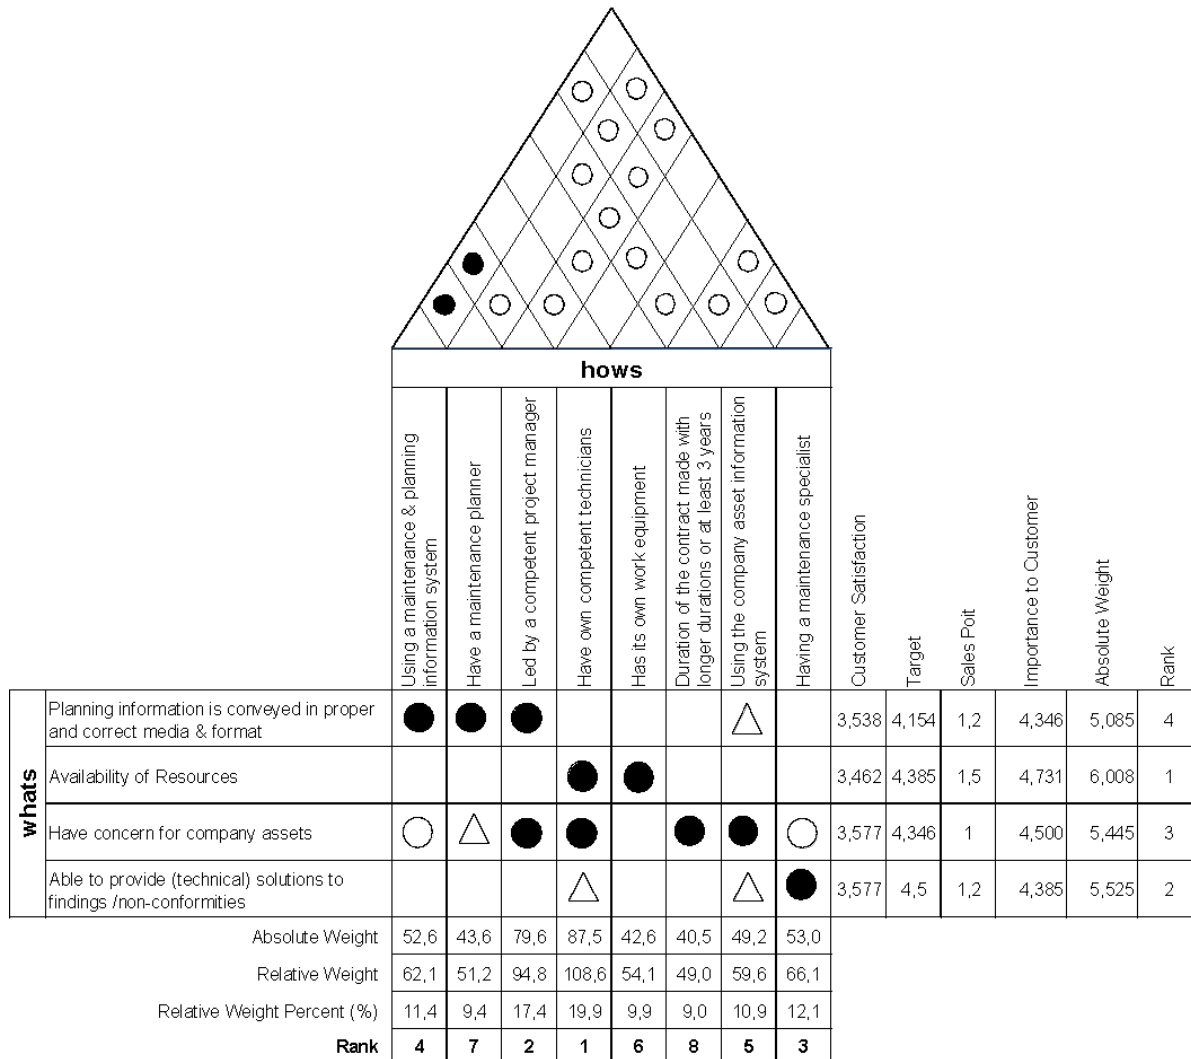 hows
Using a maintenance & planning
information system
Have a maintenance planner
Led by a competent project manager
Have own competent technicians
Has its own work equipment
Duration of the contract made with
longer durations or at least 3 years
Using the company asset information
system
Having a maintenance specialist
Customer Satisfaction
Target
Sales Poit
Importance to Customer
Absolute Weight
Rank
whats
Planning information is conveyed in proper
and correct media & format
3,538 4,154 1,2 4,346 5,085 4
Availability of Resources
3,462 4,385 1,5 4,731 6,008 1
Have concern for company assets
3,577 4,346 1 4,500 5,445 3
Able to provide (technical) solutions to
findings /non-conformities
3,577 4,5 1,2 4,385 5,525 2
Absolute Weight 52,6 43,6 79,6 87,5 42,6 40,5 49,2 53,0
Relative Weight 62,1 51,2 94,8 108,6 54,1 49,0 59,6 66,1
Relative Weight Percent (%) 11,4 9,4 17,4 19,9 9,9 9,0 10,9 12,1
Rank 4 7 2 1 6 8 5 3